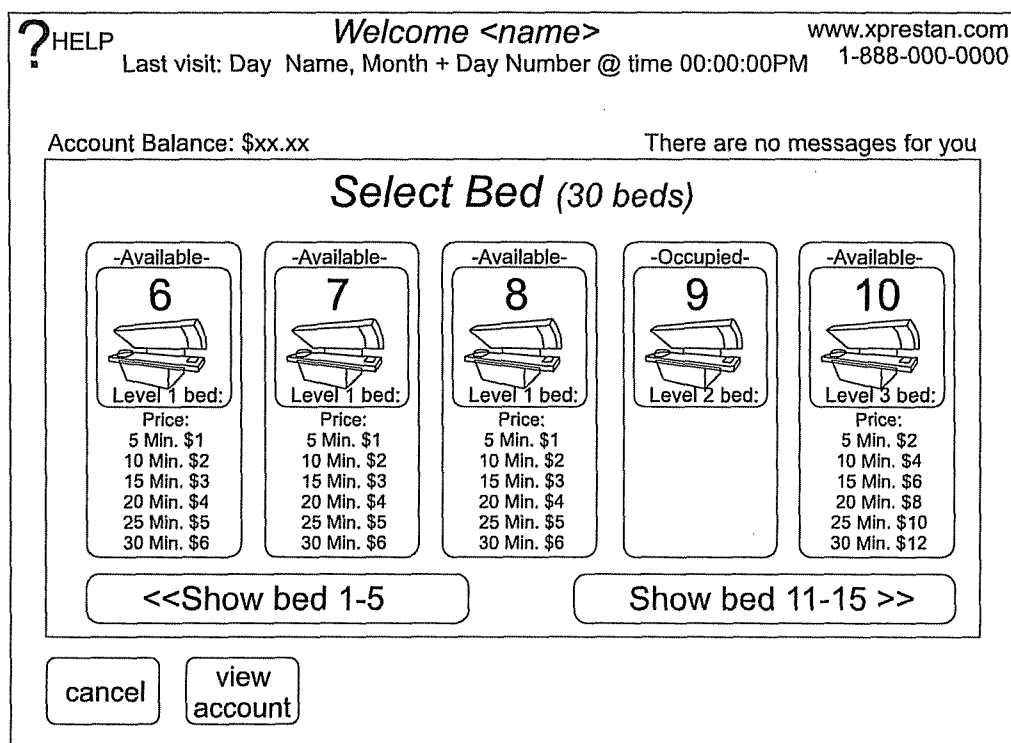 ? HELP
Welcome <name>
www.xprestan.com
Last visit: Day Name, Month + Day Number @ time 00:00:00PM
1-888-000-0000
Account Balance: $xx.xx
There are no messages for you
Select Bed (30 beds)
-Available-
6
Level 1 bed:
Price:
5 Min. $1
10 Min. $2
15 Min. $3
20 Min. $4
25 Min. $5
30 Min. $6
-Available-
7
Level 1 bed:
Price:
5 Min. $1
10 Min. $2
15 Min. $3
20 Min. $4
25 Min. $5
30 Min. $6
-Available-
8
Level 1 bed:
Price:
5 Min. $1
10 Min. $2
15 Min. $3
20 Min. $4
25 Min. $5
30 Min. $6
-Occupied-
9
Level 2 bed:
-Available-
10
Level 3 bed:
Price:
5 Min. $2
10 Min. $4
15 Min. $6
20 Min. $8
25 Min. $10
30 Min. $12
<<Show bed 1-5
Show bed 11-15 >>
cancel
view
account